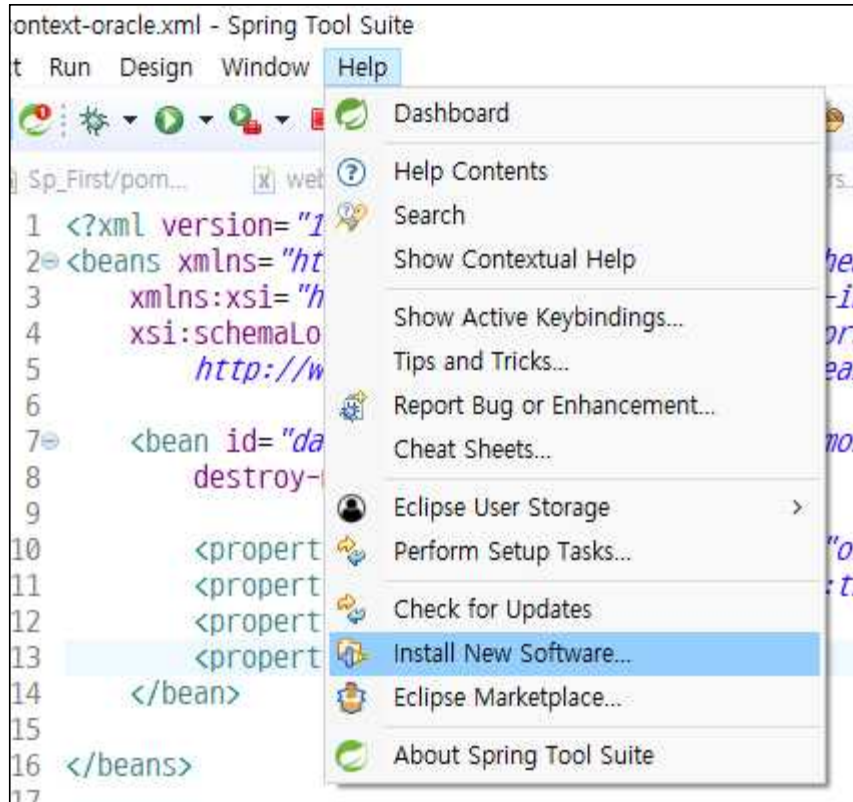 ontext-oracle.xml - Spring Tool Suite
t Run Design Window Help
Sp_First/pom... web
Dashboard
Help Contents
Search
Show Contextual Help
Show Active Keybindings...
Tips and Tricks...
Report Bug or Enhancement...
Cheat Sheets...
Eclipse User Storage >
Perform Setup Tasks...
Check for Updates
Install New Software...
Eclipse Marketplace...
About Spring Tool Suite
1 <?xml version="1
2 <beans xmlns="ht
3 xmlns:xsi="h
4 xsi:schemaLo
5 http://w
6
7 <bean id="da
8 destroy-
9
10 <propert
11 <propert
12 <propert
13 <propert
14 </bean>
15
16 </beans>
17